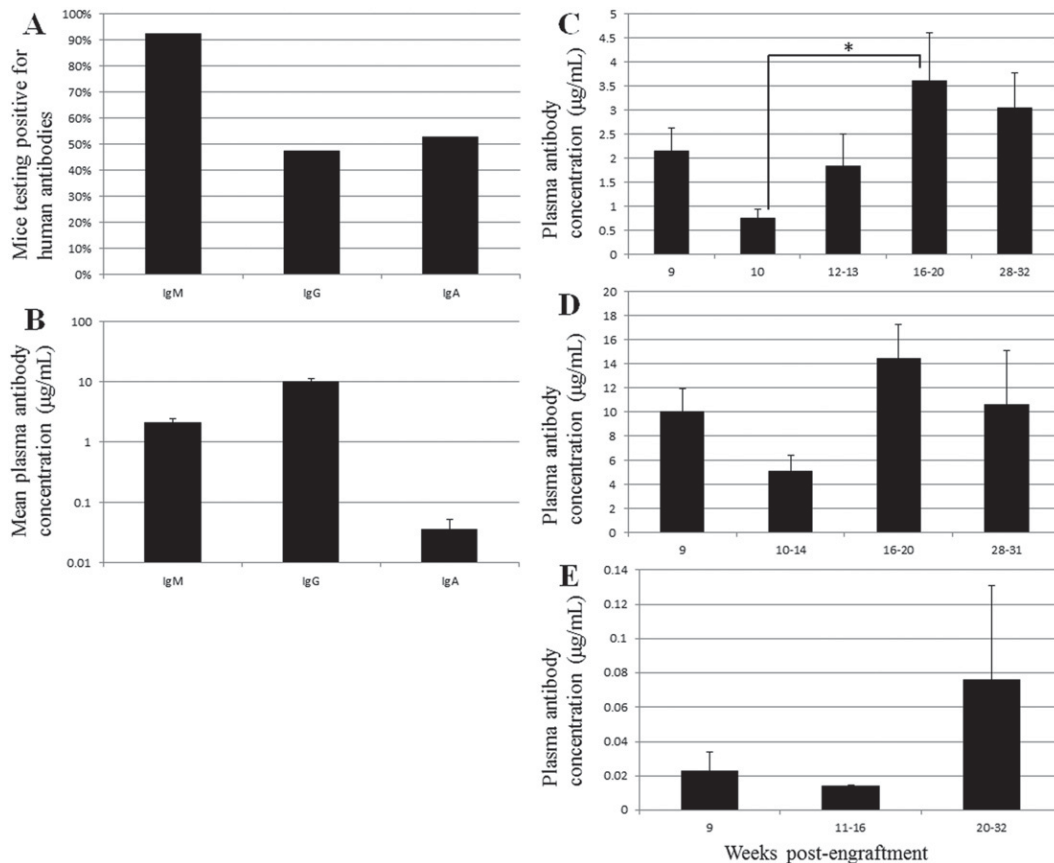 A
Mice testing positive for
human antibodies
100%
90%
80%
70%
60%
50%
40%
30%
20%
10%
0%
IgM
IgG
IgA
B
Mean plasma antibody
concentration (µg/mL)
100
10
1
0.1
0.01
IgM
IgG
IgA
C
Plasma antibody
concentration (µg/mL)
5
4.5
4
3.5
3
2.5
2
1.5
1
0.5
0
*
9
10
12-13
16-20
28-32
D
Plasma antibody
concentration (µg/mL)
20
18
16
14
12
10
8
6
4
2
0
9
10-14
16-20
28-31
E
Plasma antibody
concentration (µg/mL)
0.14
0.12
0.1
0.08
0.06
0.04
0.02
0
9
11-16
20-32
Weeks post-engraftment